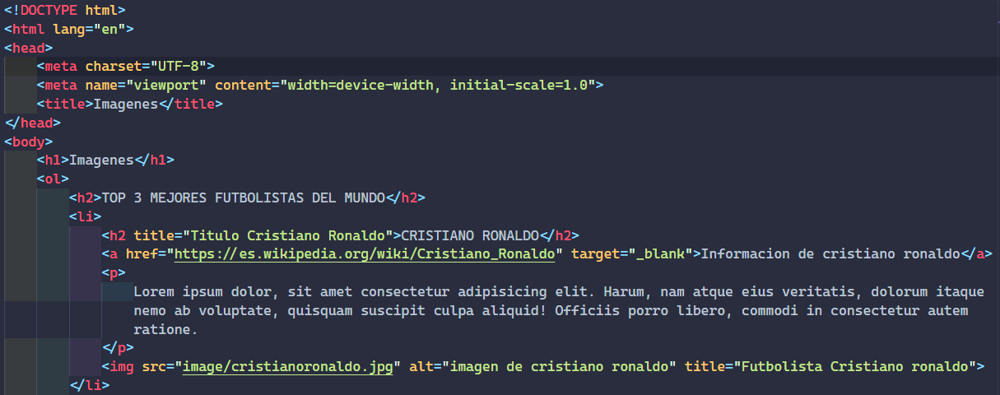 <!DOCTYPE html>
<html lang="en">
<head>
    <meta charset="UTF-8">
    <meta name="viewport" content="width=device-width, initial-scale=1.0">
    <title>Imagenes</title>
</head>
<body>
    <h1>Imagenes</h1>
    <ol>
        <h2>TOP 3 MEJORES FUTBOLISTAS DEL MUNDO</h2>
        <li>
            <h2 title="Titulo Cristiano Ronaldo">CRISTIANO RONALDO</h2>
            <a href="https://es.wikipedia.org/wiki/Cristiano_Ronaldo" target="_blank">Informacion de cristiano ronaldo</a>
            <p>
                Lorem ipsum dolor, sit amet consectetur adipisicing elit. Harum, nam atque eius veritatis, dolorum itaque
                nemo ab voluptate, quisquam suscipit culpa aliquid! Officiis porro libero, commodi in consectetur autem
                ratione.
            </p>
            <img src="image/cristianoronaldo.jpg" alt="imagen de cristiano ronaldo" title="Futbolista Cristiano ronaldo">
        </li>